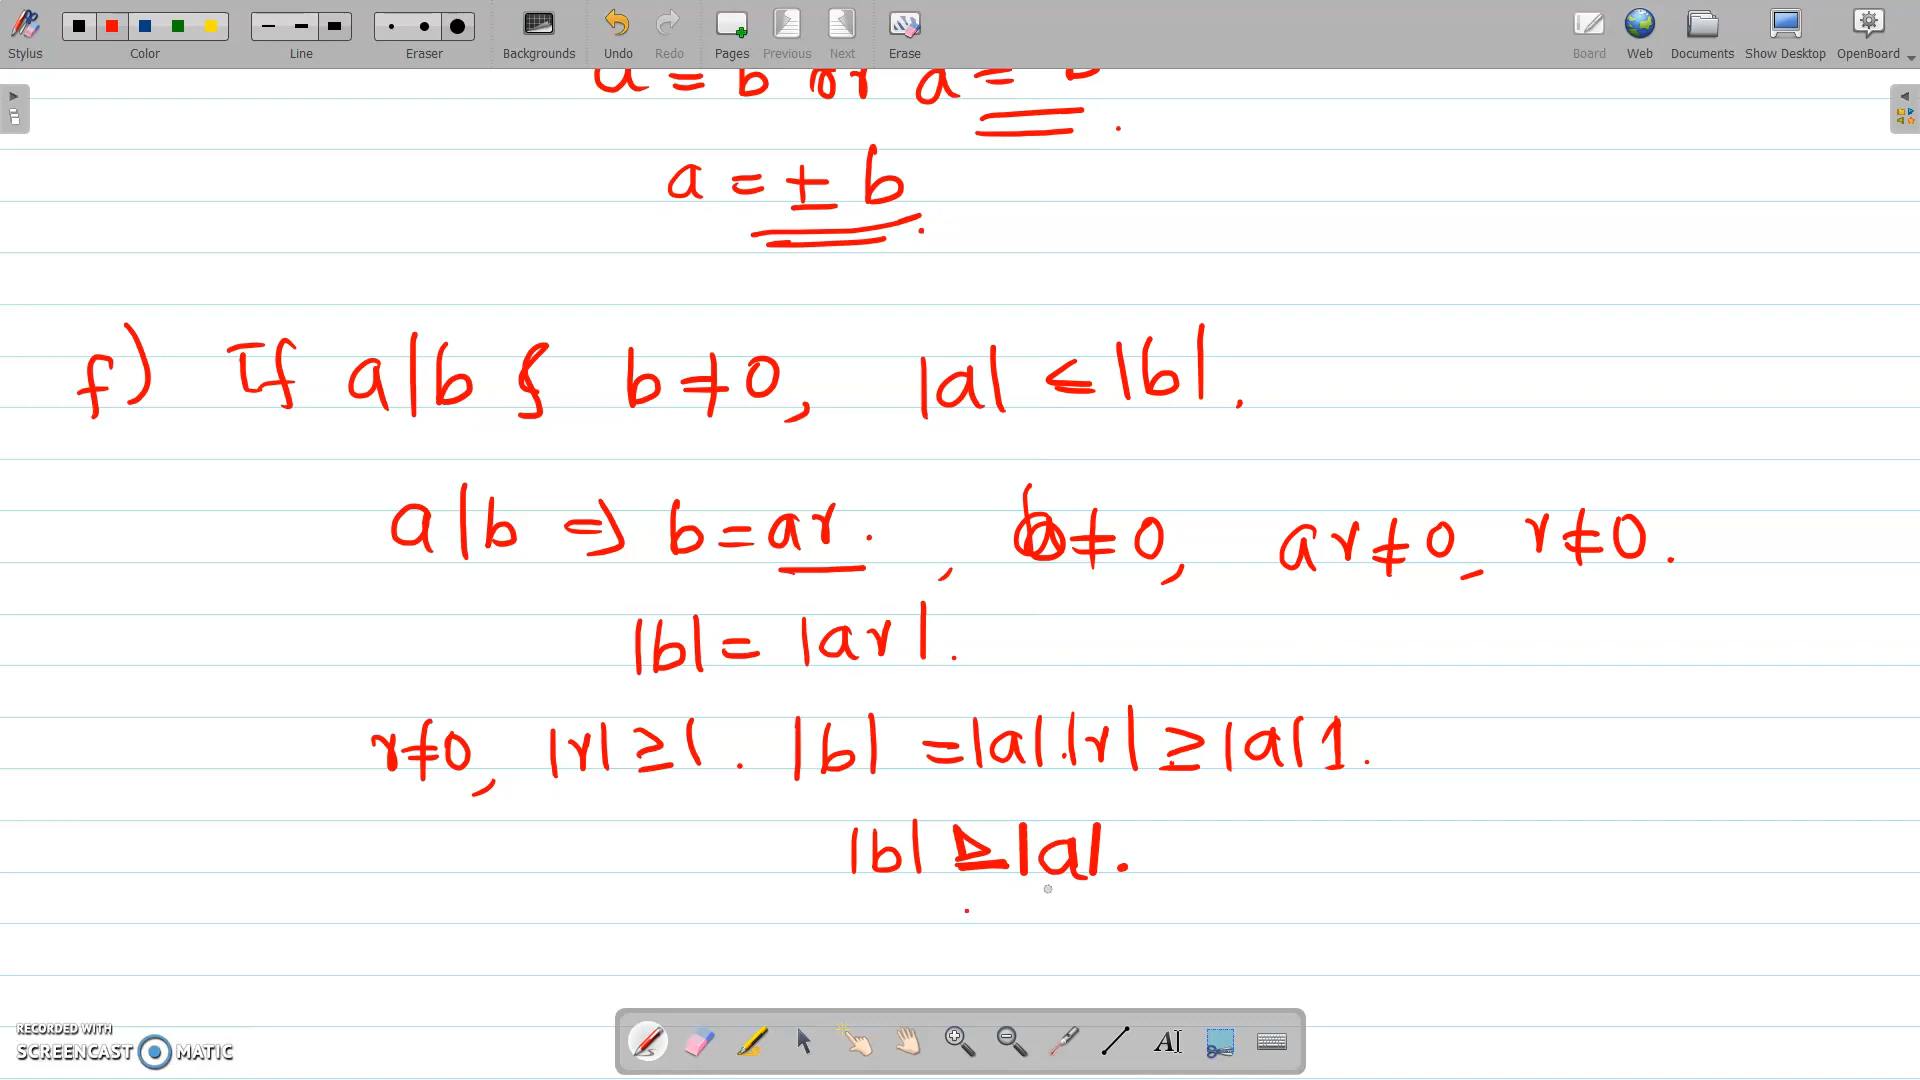 Stylus Color Line Eraser Backgrounds Undo Redo Pages Previous Next Erase Board Web Documents Show Desktop OpenBoard
a = b or a =
a = ± b
f) If a|b & b≠0, |a| ≤ |b|.
a|b ⇒ b = ar. , b≠0, ar≠0, r≠0.
|b| = |ar|.
r≠0, |r| ≥ 1. |b| = |a|.|r| ≥ |a| 1.
|b| ≥ |a|.
RECORDED WITH
SCREENCAST MATIC